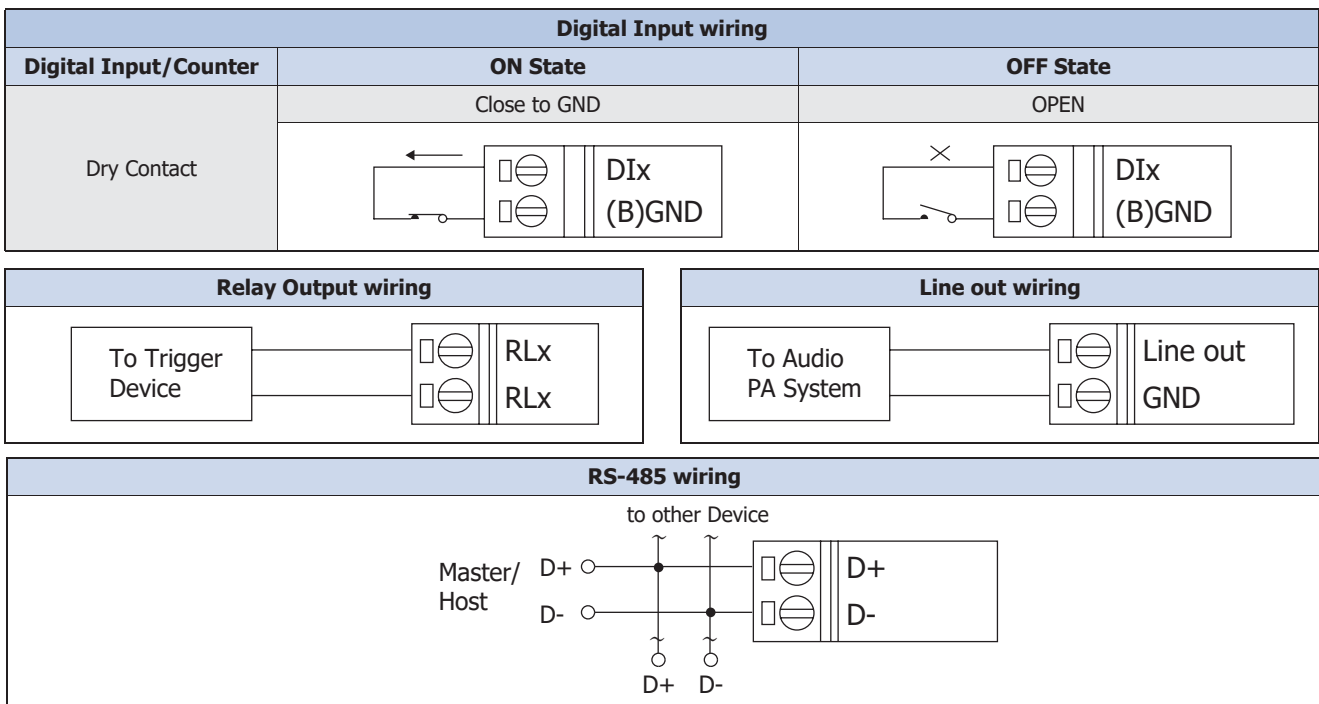 Digital Input wiring
Digital Input/Counter
ON State
OFF State
Close to GND
OPEN
Dry Contact
DIx
(B)GND
DIx
(B)GND
Relay Output wiring
To Trigger
Device
RLx
RLx
Line out wiring
To Audio
PA System
Line out
GND
RS-485 wiring
to other Device
Master/
Host
D+
D-
D+
D-
D+ D-